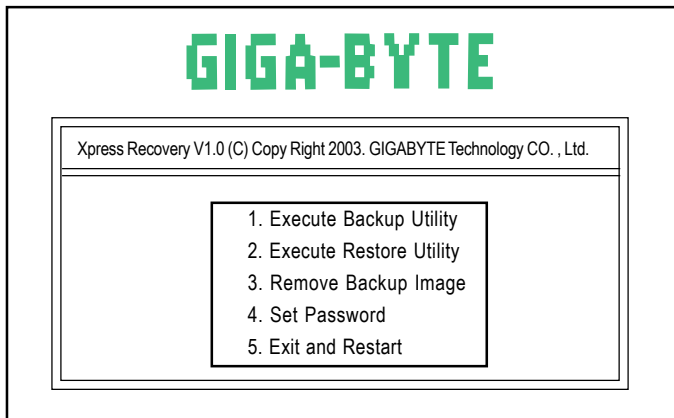 GIGA-BYTE
Xpress Recovery V1.0 (C) Copy Right 2003. GIGABYTE Technology CO. , Ltd.
1. Execute Backup Utility
2. Execute Restore Utility
3. Remove Backup Image
4. Set Password
5. Exit and Restart